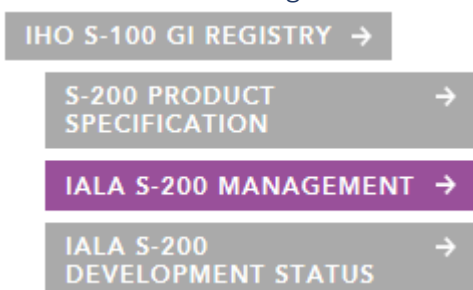 IHO S-100 GI REGISTRY →
S-200 PRODUCT →
SPECIFICATION
IALA S-200 MANAGEMENT →
IALA S-200 →
DEVELOPMENT STATUS